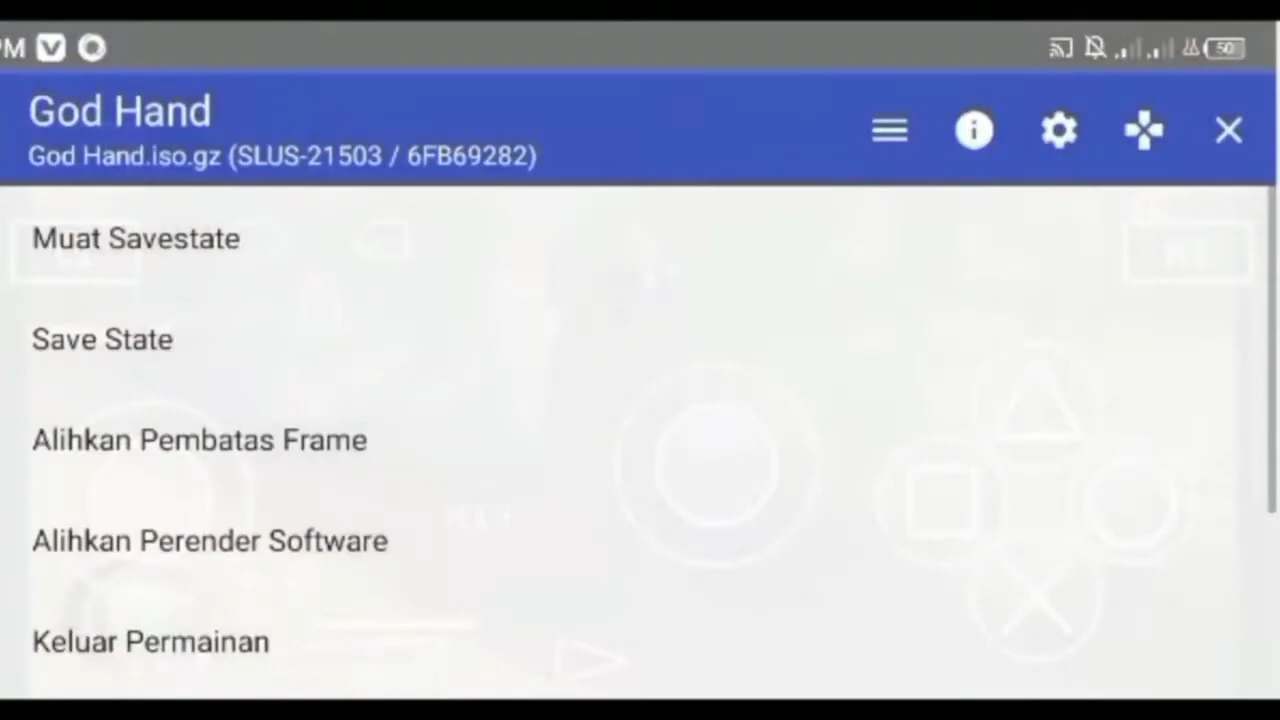 PM
50
God Hand
God Hand.iso.gz (SLUS-21503 / 6FB69282)
Muat Savestate
Save State
Alihkan Pembatas Frame
Alihkan Perender Software
Keluar Permainan